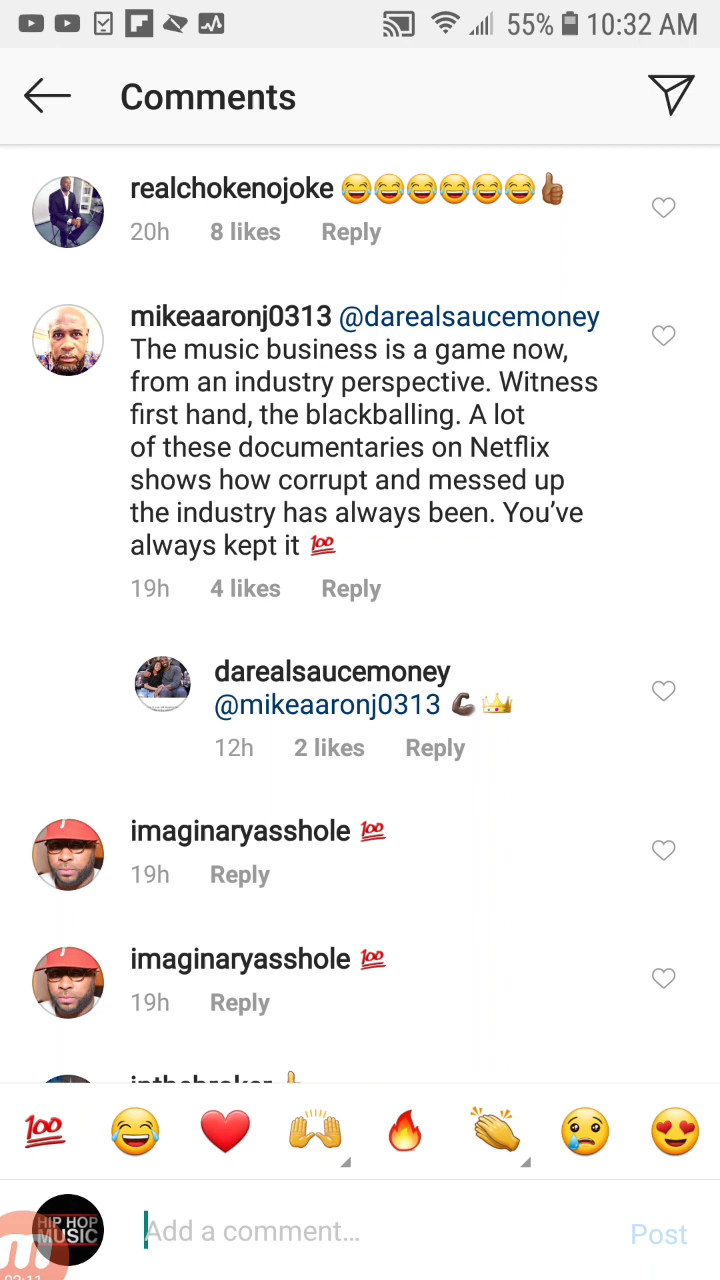 55% 10:32 AM
Comments
realchokenojoke 😂😂😂😂😂😂👍🏾
20h 8 likes Reply
mikeaaronj0313 @darealsaucemoney
The music business is a game now,
from an industry perspective. Witness
first hand, the blackballing. A lot
of these documentaries on Netflix
shows how corrupt and messed up
the industry has always been. You’ve
always kept it 💯
19h 4 likes Reply
darealsaucemoney
@mikeaaronj0313 💪🏿👑
12h 2 likes Reply
imaginaryasshole 💯
19h Reply
imaginaryasshole 💯
19h Reply
💯 😂 ❤️ 🙌 🔥 👏 😢 😍
HIP HOP
MUSIC
Add a comment...
Post